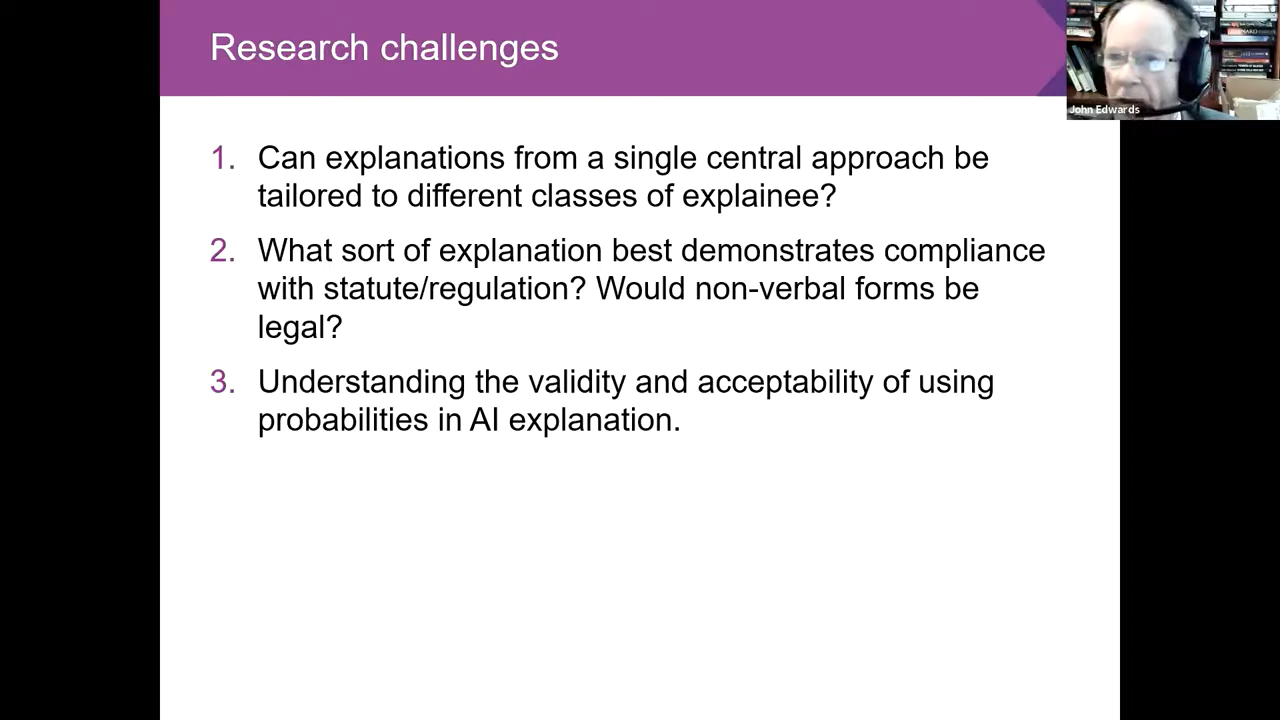 Research challenges
John Edwards
1. Can explanations from a single central approach be
tailored to different classes of explainee?
2. What sort of explanation best demonstrates compliance
with statute/regulation? Would non-verbal forms be
legal?
3. Understanding the validity and acceptability of using
probabilities in AI explanation.